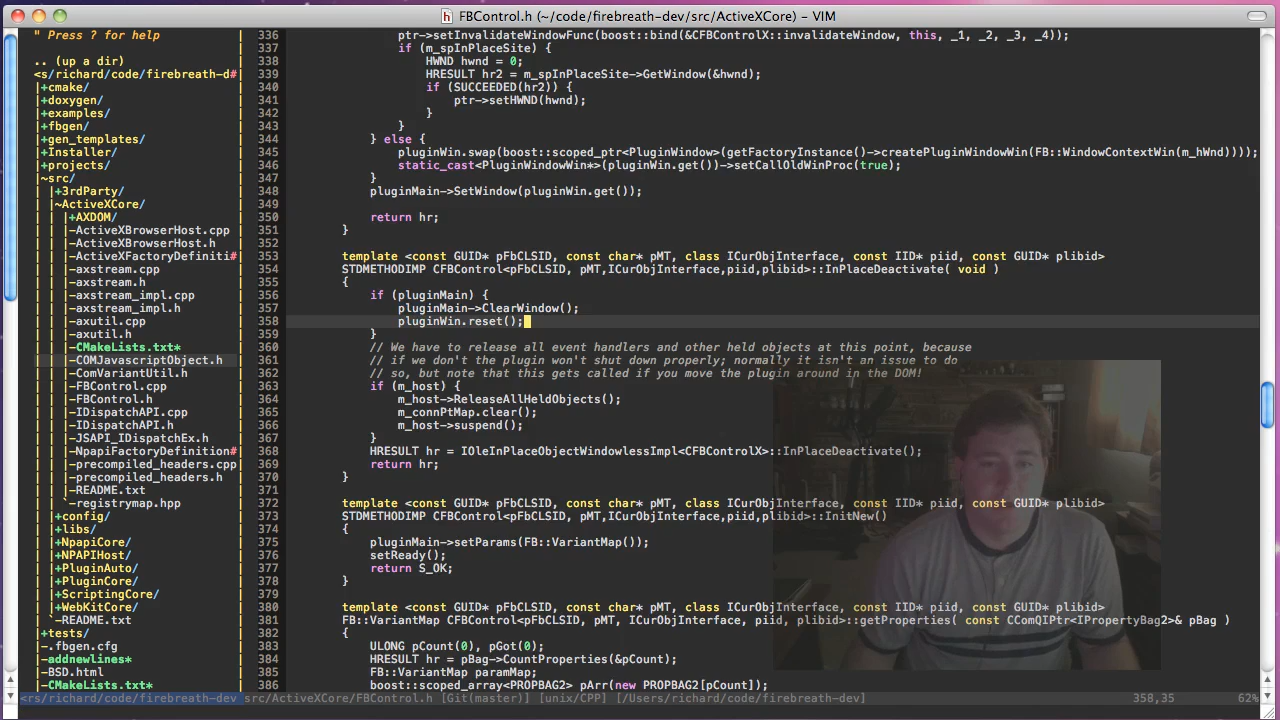 FBControl.h (~/code/firebreath-dev/src/ActiveXCore) – VIM
" Press ? for help
.. (up a dir)
<s/richard/code/firebreath-d#
|+cmake/
|+doxygen/
|+examples/
|+fbgen/
|+gen_templates/
|+Installer/
|+projects/
|~src/
| |+3rdParty/
| |~ActiveXCore/
| | |+AXDOM/
| | |-ActiveXBrowserHost.cpp
| | |-ActiveXBrowserHost.h
| | |-ActiveXFactoryDefiniti#
| | |-axstream.cpp
| | |-axstream.h
| | |-axstream_impl.cpp
| | |-axstream_impl.h
| | |-axutil.cpp
| | |-axutil.h
| | |-CMakeLists.txt*
| | |-COMJavascriptObject.h
| | |-ComVariantUtil.h
| | |-FBControl.cpp
| | |-FBControl.h
| | |-IDispatchAPI.cpp
| | |-IDispatchAPI.h
| | |-JSAPI_IDispatchEx.h
| | |-NpapiFactoryDefinition#
| | |-precompiled_headers.cpp
| | |-precompiled_headers.h
| | |-README.txt
| | `-registrymap.hpp
| |+config/
| |+libs/
| |+NpapiCore/
| |+NPAPIHost/
| |+PluginAuto/
| |+PluginCore/
| |+ScriptingCore/
| |+WebKitCore/
| `-README.txt
|+tests/
|-.fbgen.cfg
|-addnewlines*
|-BSD.html
|-CMakeLists.txt*
336 ptr->setInvalidateWindowFunc(boost::bind(&CFBControlX::invalidateWindow, this, _1, _2, _3, _4));
337 if (m_spInPlaceSite) {
338 HWND hwnd = 0;
339 HRESULT hr2 = m_spInPlaceSite->GetWindow(&hwnd);
340 if (SUCCEEDED(hr2)) {
341 ptr->setHWND(hwnd);
342 }
343 }
344 } else {
345 pluginWin.swap(boost::scoped_ptr<PluginWindow>(getFactoryInstance()->createPluginWindowWin(FB::WindowContextWin(m_hWnd))));
346 static_cast<PluginWindowWin*>(pluginWin.get())->setCallOldWinProc(true);
347 }
348 pluginMain->SetWindow(pluginWin.get());
349
350 return hr;
351 }
352
353 template <const GUID* pFbCLSID, const char* pMT, class ICurObjInterface, const IID* piid, const GUID* plibid>
354 STDMETHODIMP CFBControl<pFbCLSID, pMT,ICurObjInterface,piid,plibid>::InPlaceDeactivate( void )
355 {
356 if (pluginMain) {
357 pluginMain->ClearWindow();
358 pluginWin.reset();
359 }
360 // We have to release all event handlers and other held objects at this point, because
361 // if we don't the plugin won't shut down properly; normally it isn't an issue to do
362 // so, but note that this gets called if you move the plugin around in the DOM!
363 if (m_host) {
364 m_host->ReleaseAllHeldObjects();
365 m_connPtMap.clear();
366 m_host->suspend();
367 }
368 HRESULT hr = IOleInPlaceObjectWindowlessImpl<CFBControlX>::InPlaceDeactivate();
369 return hr;
370 }
371
372 template <const GUID* pFbCLSID, const char* pMT, class ICurObjInterface, const IID* piid, const GUID* plibid>
373 STDMETHODIMP CFBControl<pFbCLSID, pMT,ICurObjInterface,piid,plibid>::InitNew()
374 {
375 pluginMain->setParams(FB::VariantMap());
376 setReady();
377 return S_OK;
378 }
379
380 template <const GUID* pFbCLSID, const char* pMT, class ICurObjInterface, const IID* piid, const GUID* plibid>
381 FB::VariantMap CFBControl<pFbCLSID, pMT, ICurObjInterface, piid, plibid>::getProperties( const CComQIPtr<IPropertyBag2>& pBag )
382 {
383 ULONG pCount(0), pGot(0);
384 HRESULT hr = pBag->CountProperties(&pCount);
385 FB::VariantMap paramMap;
386 boost::scoped_array<PROPBAG2> pArr(new PROPBAG2[pCount]);
<rs/richard/code/firebreath-dev src/ActiveXCore/FBControl.h [Git(master)] [unix/CPP] [/Users/richard/code/firebreath-dev] 358,35 62%